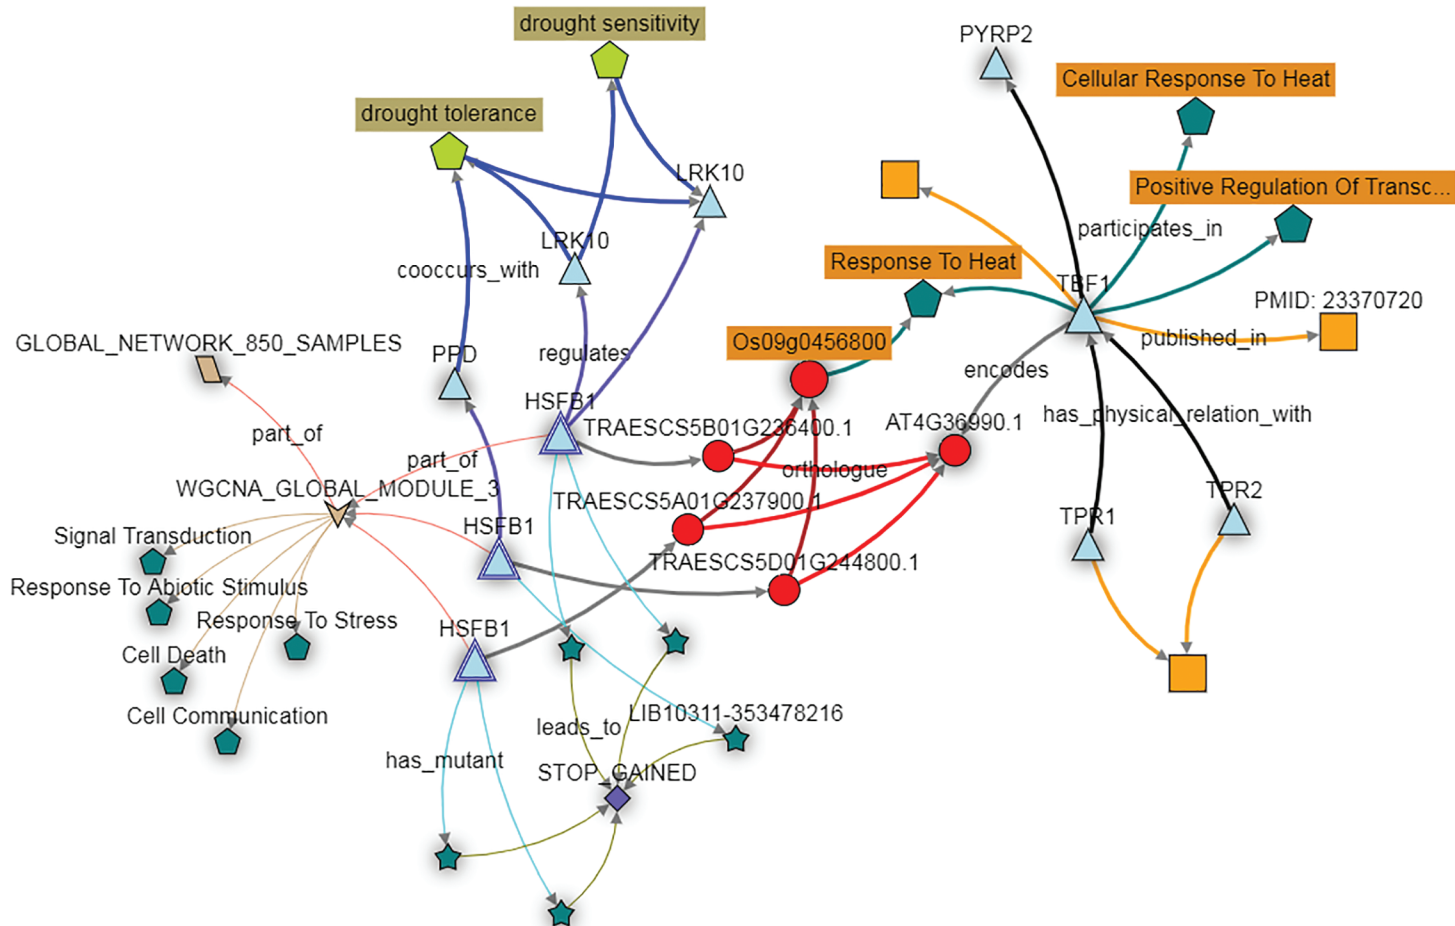 drought sensitivity
PYRP2
Cellular Response To Heat
drought tolerance
LRK10
Positive Regulation Of Transc...
participates_in
LRK10
cooccurs_with
Response To Heat
TBF1
PMID: 23370720
GLOBAL_NETWORK_850_SAMPLES
PPD
regulates
Os09g0456800
published_in
encodes
HSFB1
has_physical_relation_with
part_of
TRAESCS5B01G236400.1
AT4G36990.1
part_of
orthologue
WGCNA_GLOBAL_MODULE_3
TRAESCS5A01G237900.1
TPR2
TPR1
HSFB1
Signal Transduction
TRAESCS5D01G244800.1
Response To Abiotic Stimulus
Response To Stress
HSFB1
Cell Death
Cell Communication
LIB10311-353478216
leads_to
has_mutant
STOP_GAINED